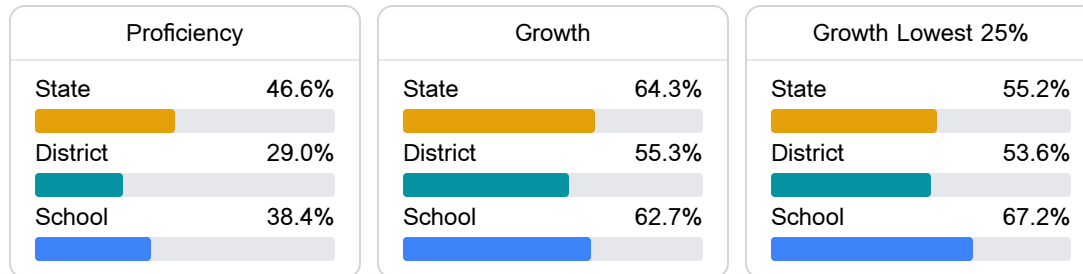 Proficiency
State 46.6%
District 29.0%
School 38.4%
Growth
State 64.3%
District 55.3%
School 62.7%
Growth Lowest 25%
State 55.2%
District 53.6%
School 67.2%